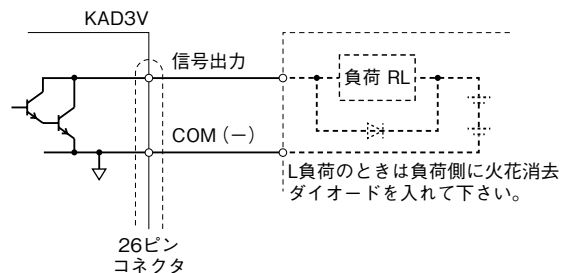 KAD3V
信号出力
負荷 RL
COM（−）
L負荷のときは負荷側に火花消去
ダイオードを入れて下さい。
26ピン
コネクタ